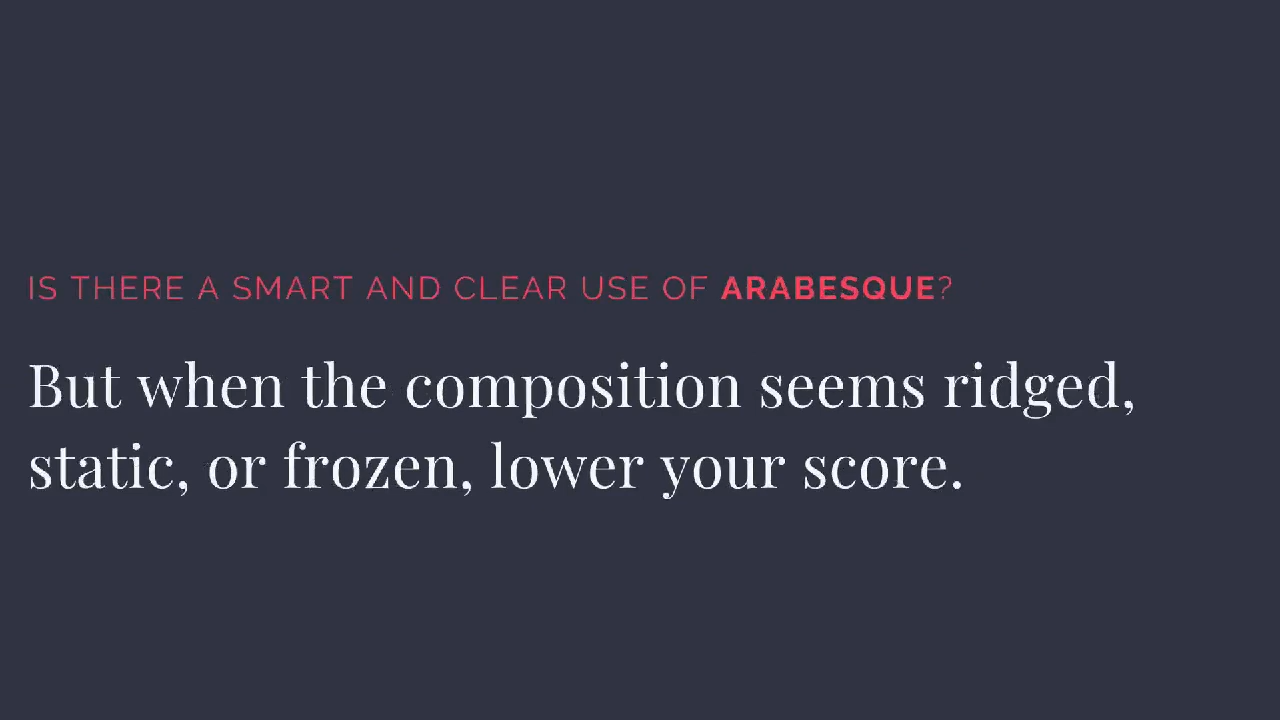 IS THERE A SMART AND CLEAR USE OF ARABESQUE?
But when the composition seems ridged,
static, or frozen, lower your score.